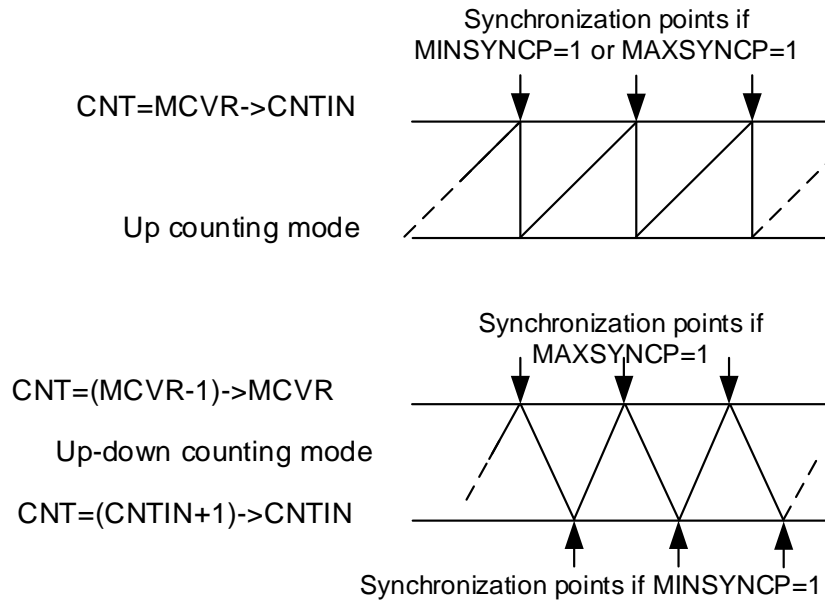 Synchronization points if
MINSYNCP=1 or MAXSYNCP=1
CNT=MCVR->CNTIN
Up counting mode
Synchronization points if
MAXSYNCP=1
CNT=(MCVR-1)->MCVR
Up-down counting mode
CNT=(CNTIN+1)->CNTIN
Synchronization points if MINSYNCP=1